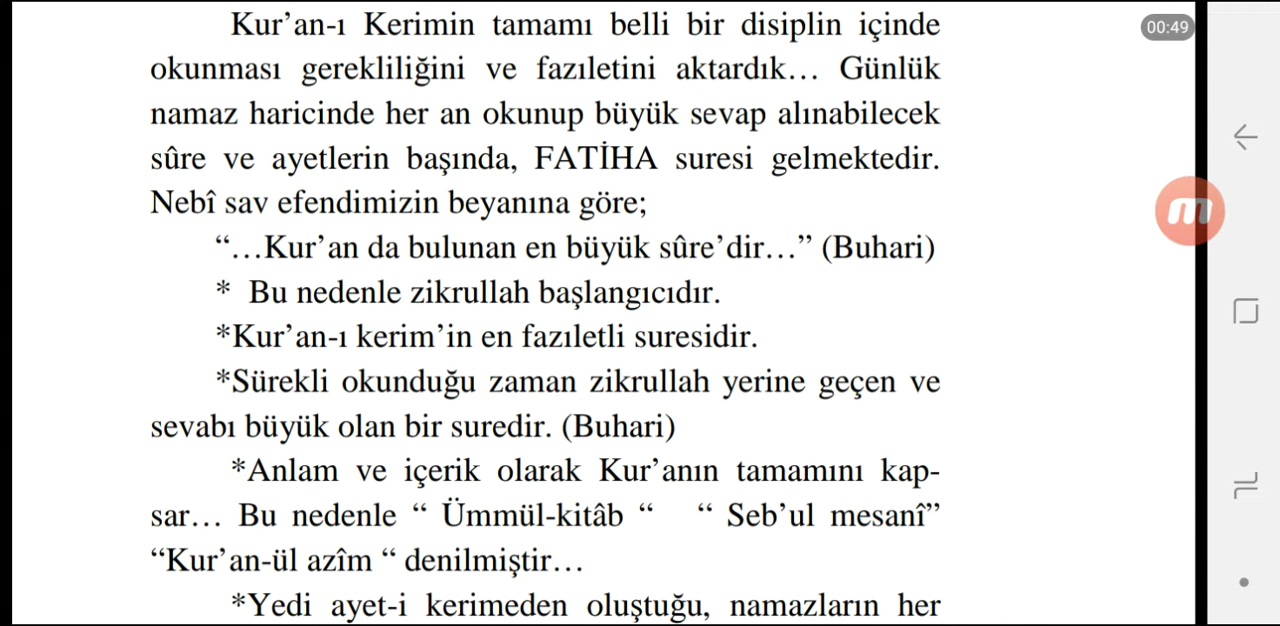 Kur’an-ı Kerimin tamamı belli bir disiplin içinde
okunması gerekliliğini ve fazıletini aktardık… Günlük
namaz haricinde her an okunup büyük sevap alınabilecek
sûre ve ayetlerin başında, FATİHA suresi gelmektedir.
Nebî sav efendimizin beyanına göre;
“…Kur’an da bulunan en büyük sûre’dir…” (Buhari)
* Bu nedenle zikrullah başlangıcıdır.
*Kur’an-ı kerim’in en fazıletli suresidir.
*Sürekli okunduğu zaman zikrullah yerine geçen ve
sevabı büyük olan bir suredir. (Buhari)
*Anlam ve içerik olarak Kur’anın tamamını kap-
sar… Bu nedenle “ Ümmül-kitâb “ “ Seb’ul mesanî”
“Kur’an-ül azîm “ denilmiştir…
*Yedi ayet-i kerimeden oluştuğu, namazların her
00:49
m